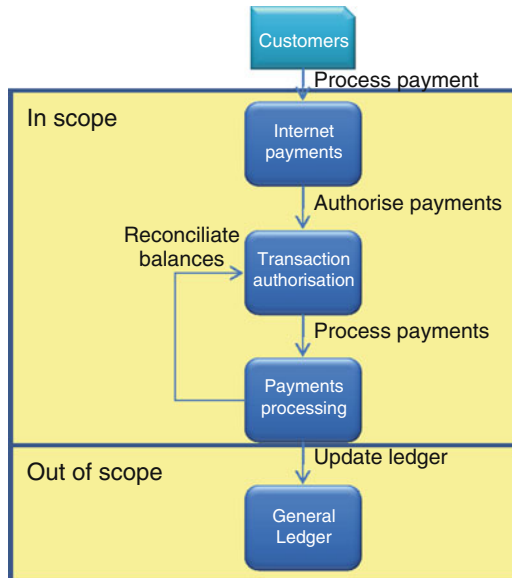 Customers
Process payment
In scope
Internet
payments
Authorise payments
Reconciliate
balances
Transaction
authorisation
Process payments
Payments
processing
Update ledger
Out of scope
General
Ledger